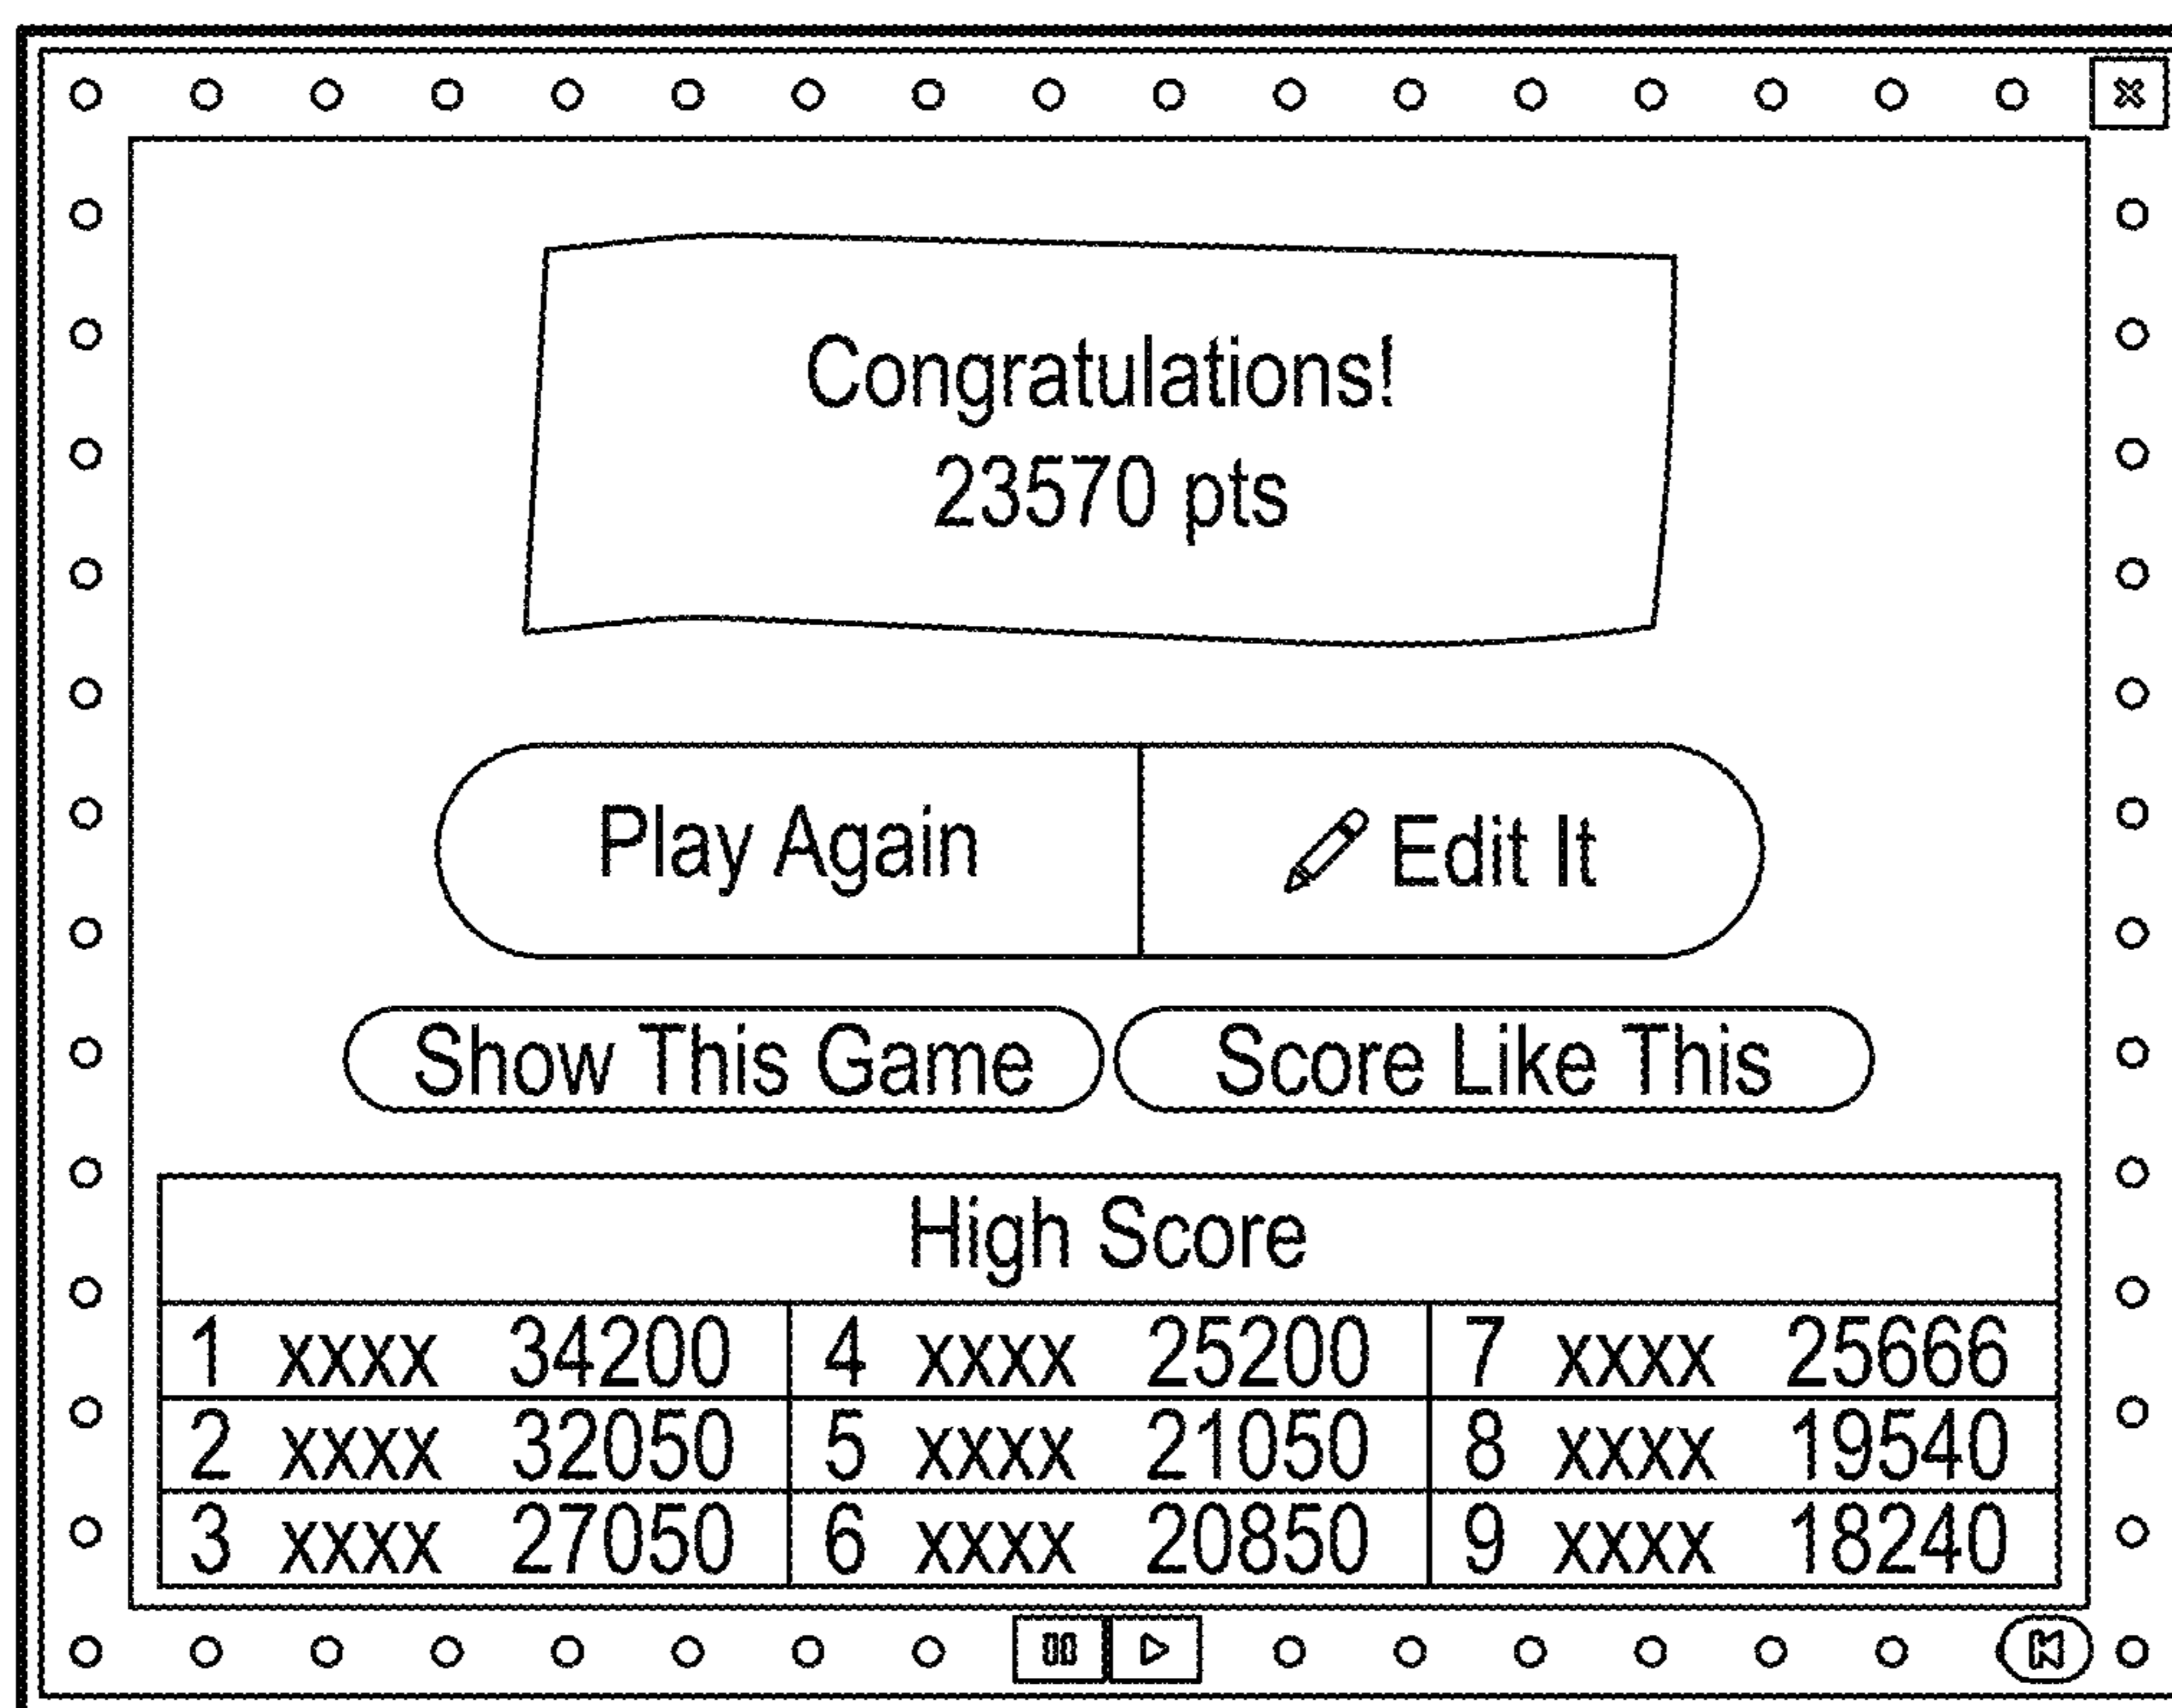 Congratulations!
23570 pts
Play Again
Edit It
Show This Game
Score Like This
High Score
1 xxxx 34200 4 xxxx 25200 7 xxxx 25666
2 xxxx 32050 5 xxxx 21050 8 xxxx 19540
3 xxxx 27050 6 xxxx 20850 9 xxxx 18240